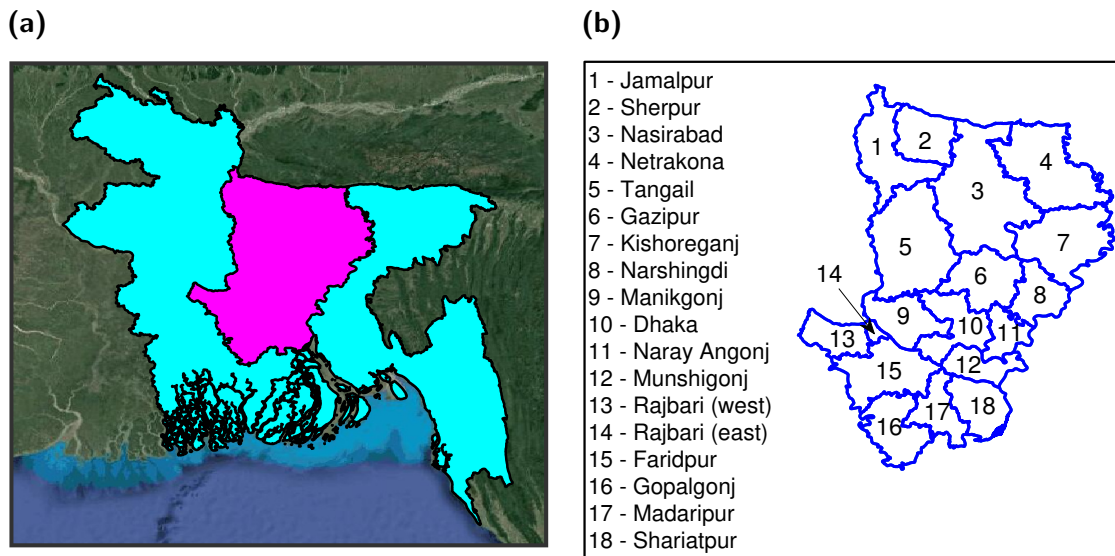 (a)
(b)
1 - Jamalpur
2 - Sherpur
3 - Nasirabad
4 - Netrakona
5 - Tangail
6 - Gazipur
7 - Kishoreganj
8 - Narshingdi
9 - Manikgonj
10 - Dhaka
11 - Naray Angonj
12 - Munshigonj
13 - Rajbari (west)
14 - Rajbari (east)
15 - Faridpur
16 - Gopalgonj
17 - Madaripur
18 - Shariatpur
1
2
4
3
7
5
14
6
8
9
10
11
13
12
15
18
17
16